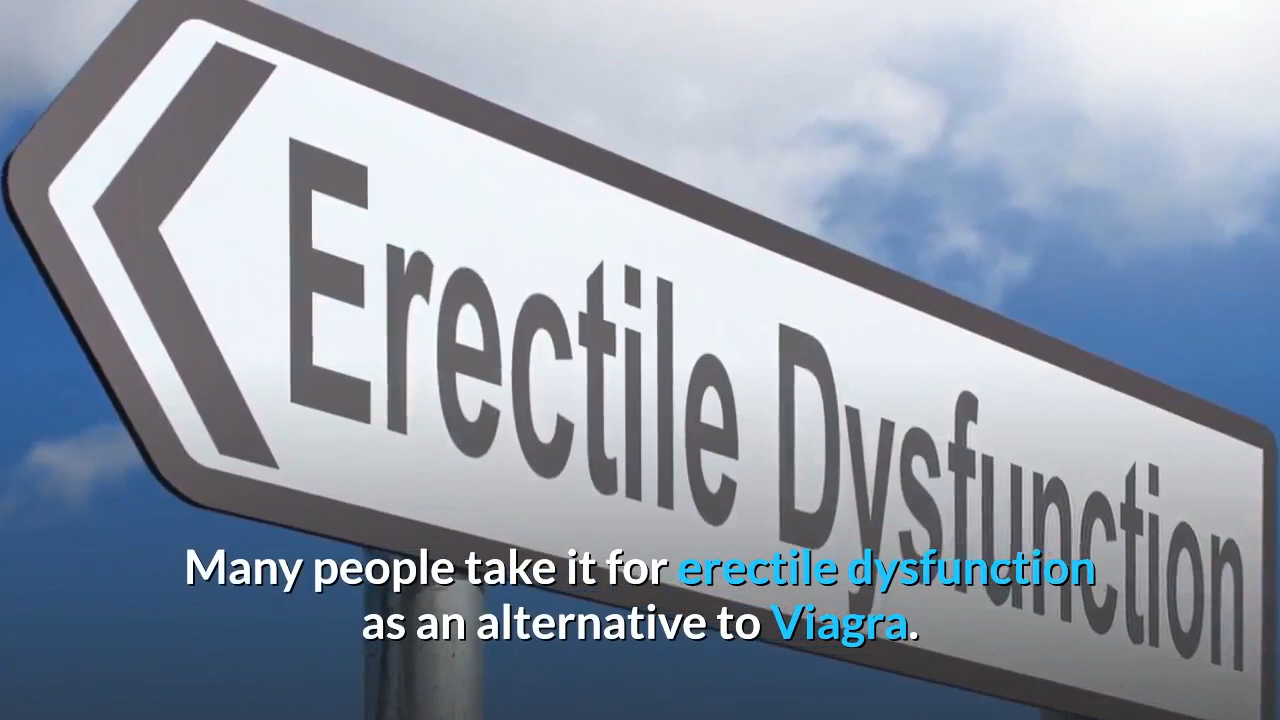 Erectile Dysfunction
Many people take it for erectile dysfunction
as an alternative to Viagra.